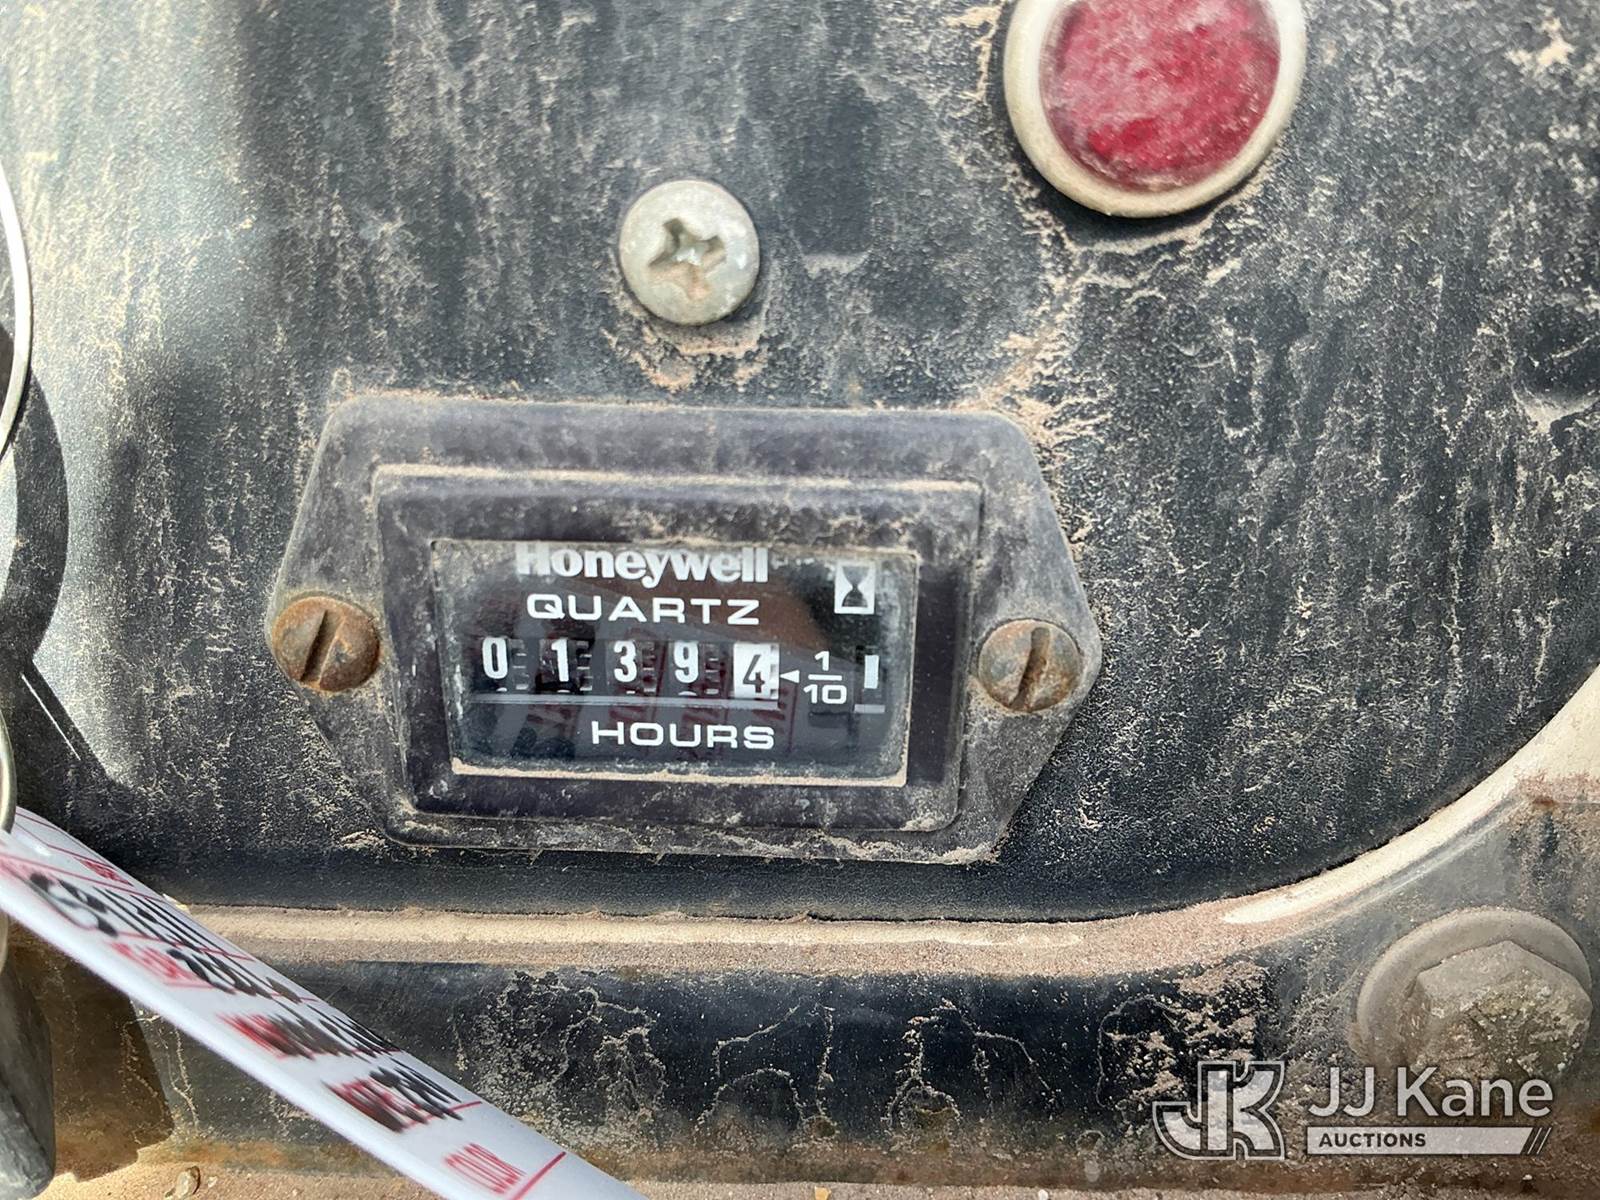 Honeywell
QUARTZ
0 1 3 9 4 1/10
HOURS
JJ Kane
AUCTIONS